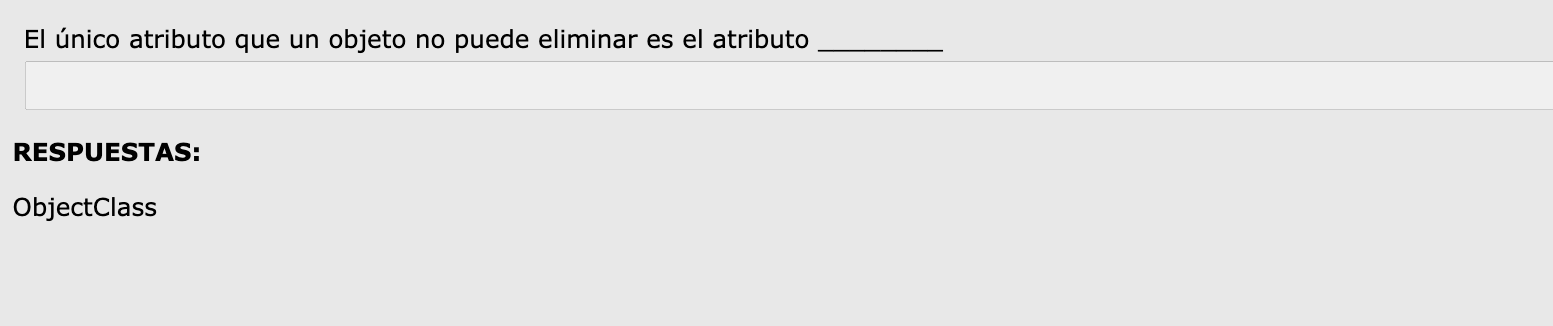 El único atributo que un objeto no puede eliminar es el atributo ________
RESPUESTAS:
ObjectClass